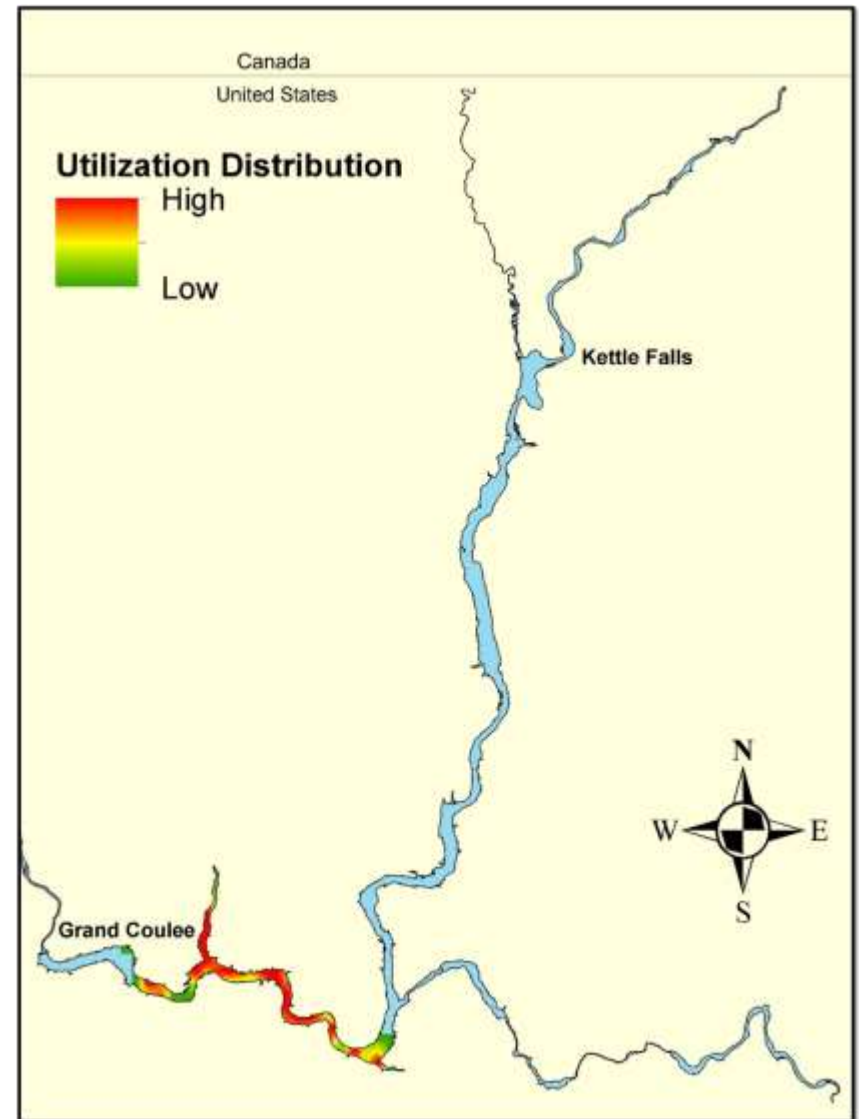 Canada
United States
Utilization Distribution
High
Low
Kettle Falls
N
W
E
S
Grand Coulee